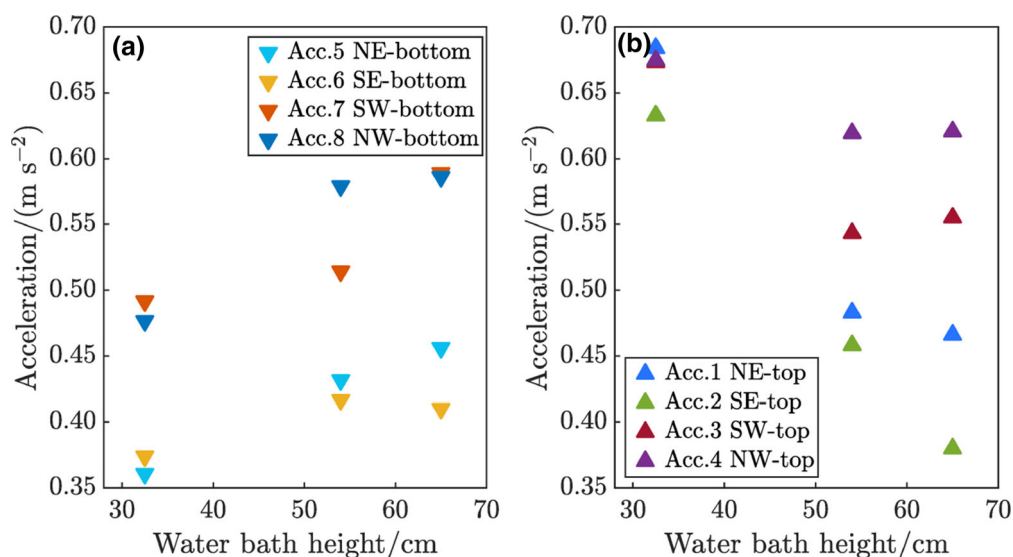 (a)
Acc.5 NE-bottom
Acc.6 SE-bottom
Acc.7 SW-bottom
Acc.8 NW-bottom
0.70
0.65
0.60
0.55
0.50
0.45
0.40
0.35
Acceleration/(m s⁻²)
30 40 50 60 70
Water bath height/cm
(b)
0.70
0.65
0.60
0.55
0.50
0.45
0.40
0.35
Acceleration/(m s⁻²)
Acc.1 NE-top
Acc.2 SE-top
Acc.3 SW-top
Acc.4 NW-top
30 40 50 60 70
Water bath height/cm